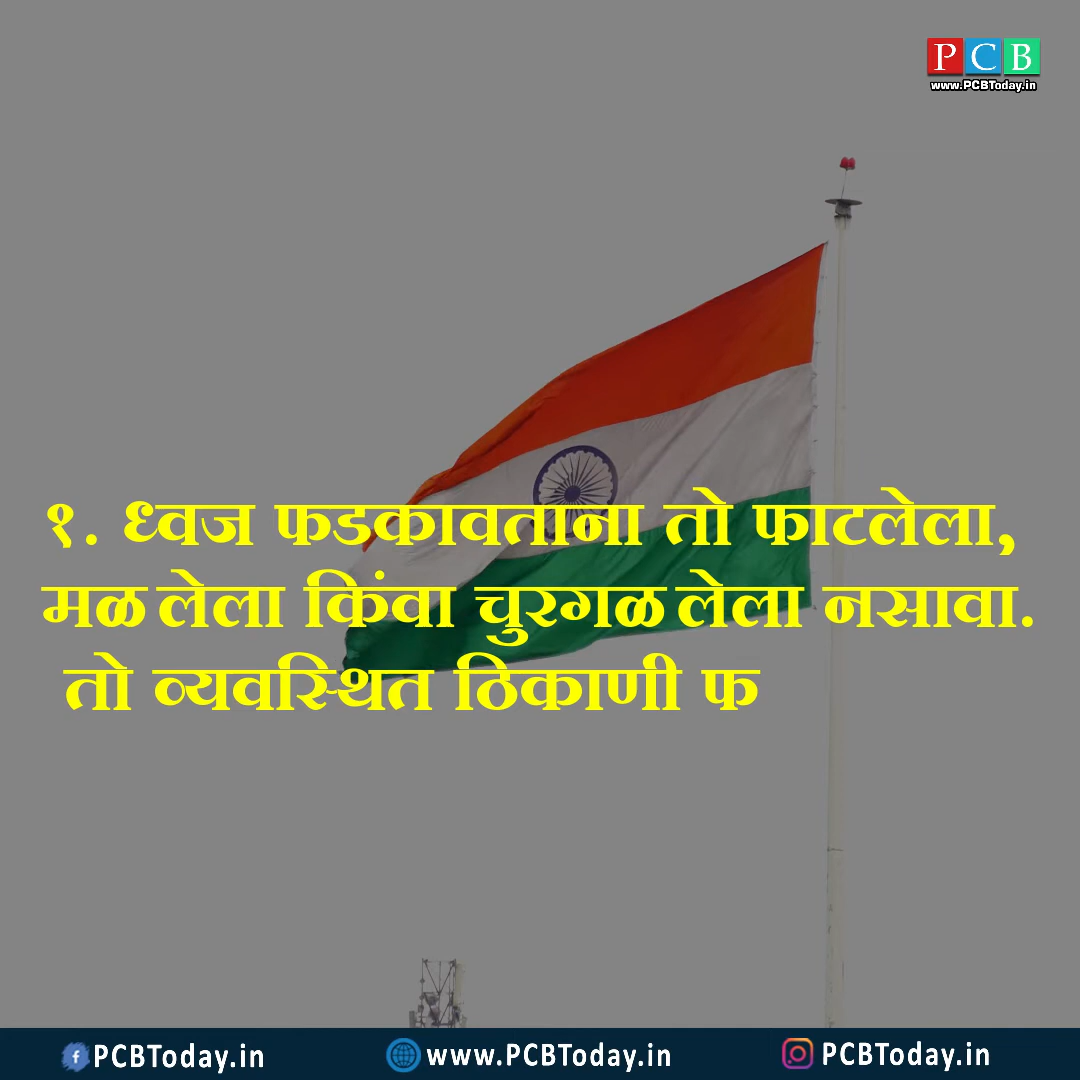 P C B
www.PCBToday.in
१. ध्वज फडकावताना तो फाटलेला,
मळलेला किंवा चुरगळलेला नसावा.
तो व्यवस्थित ठिकाणी फ
PCBToday.in www.PCBToday.in PCBToday.in